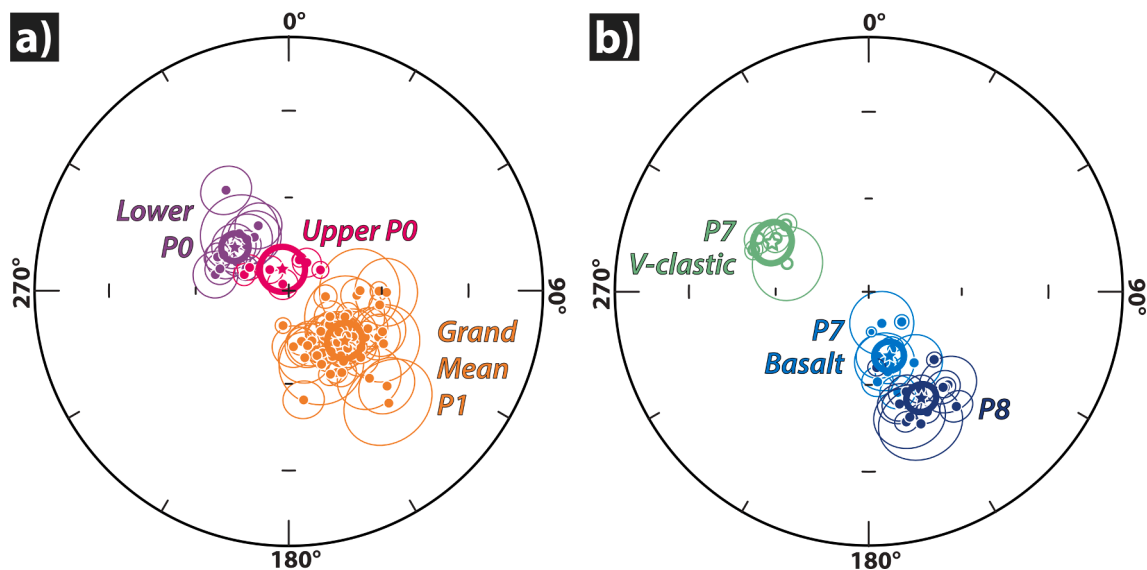 a)
0°
Lower
P0
Upper P0
270°
90°
Grand
Mean
P1
180°
b)
0°
P7
V-clastic
270°
90°
P7
Basalt
P8
180°